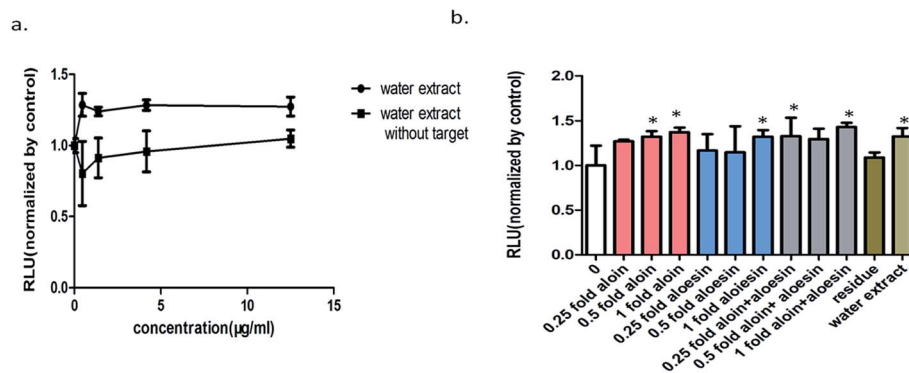 a.
RLU(normalized by control)
1.5
1.0
0.5
0.0
0
5
10
15
concentration(µg/ml)
water extract
water extract
without target
b.
RLU(normalized by control)
2.0
1.5
1.0
0.5
0.0
*
*
*
*
*
*
0
0.25 fold aloin
0.5 fold aloin
1 fold aloin
0.25 fold aloesin
0.5 fold aloesin
1 fold aloiesin
0.25 fold aloin+aloesin
0.5 fold aloin+ aloesin
1 fold aloin+aloesin
residue
water extract